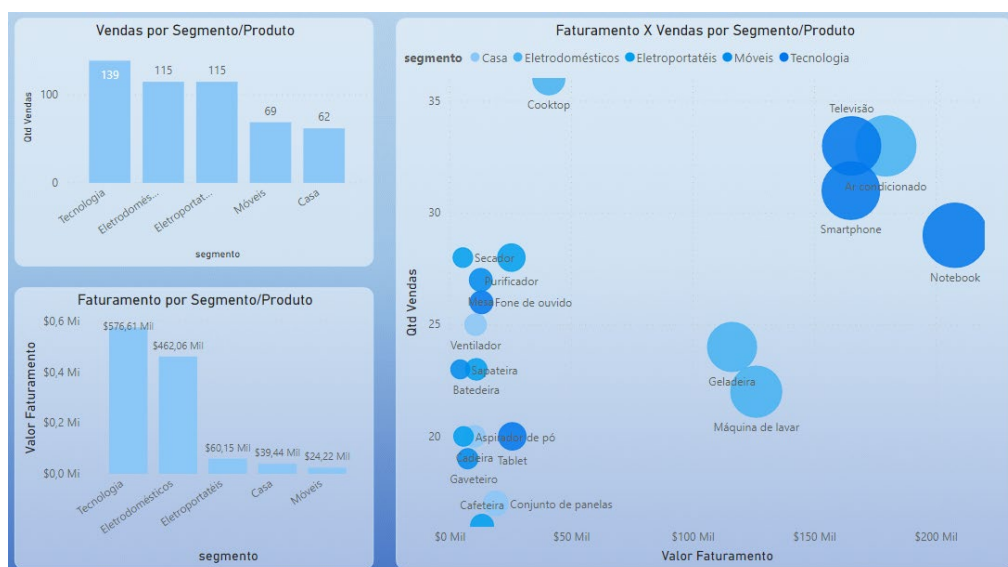 Vendas por Segmento/Produto
Qtd Vendas
100
0
139
115
115
69
62
Tecnologia
Eletrodomés...
Eletroportat...
Móveis
Casa
segmento
Faturamento por Segmento/Produto
Valor Faturamento
$0,6 Mi
$0,4 Mi
$0,2 Mi
$0,0 Mi
$576,61 Mil
$462,06 Mil
$60,15 Mil
$39,44 Mil
$24,22 Mil
Tecnologia
Eletrodomésticos
Eletroportatéis
Casa
Móveis
segmento
Faturamento X Vendas por Segmento/Produto
segmento Casa Eletrodomésticos Eletroportatéis Móveis Tecnologia
Qtd Vendas
35
30
25
20
Cooktop
Televisão
Ar condicionado
Smartphone
Notebook
Secador
Purificador
Mesa Fone de ouvido
Ventilador
Sapateira
Batedeira
Geladeira
Máquina de lavar
Aspirador de pó
Cadeira
Tablet
Gaveteiro
Cafeteira
Conjunto de panelas
$0 Mil
$50 Mil
$100 Mil
$150 Mil
$200 Mil
Valor Faturamento